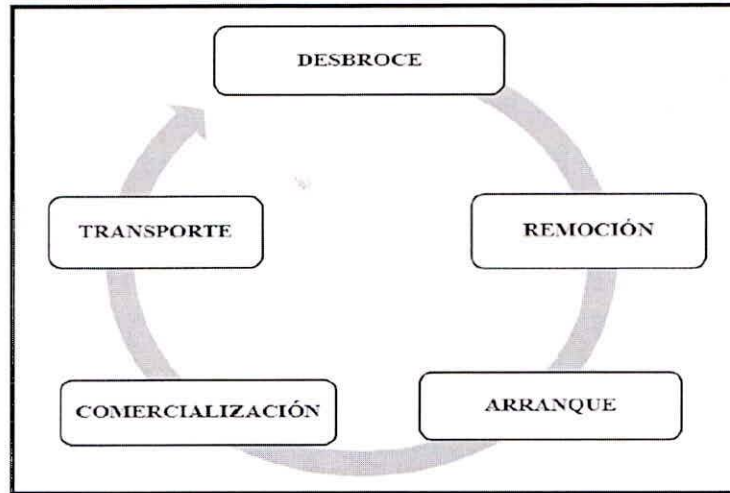 DESBROCE
REMOCIÓN
ARRANQUE
COMERCIALIZACIÓN
TRANSPORTE